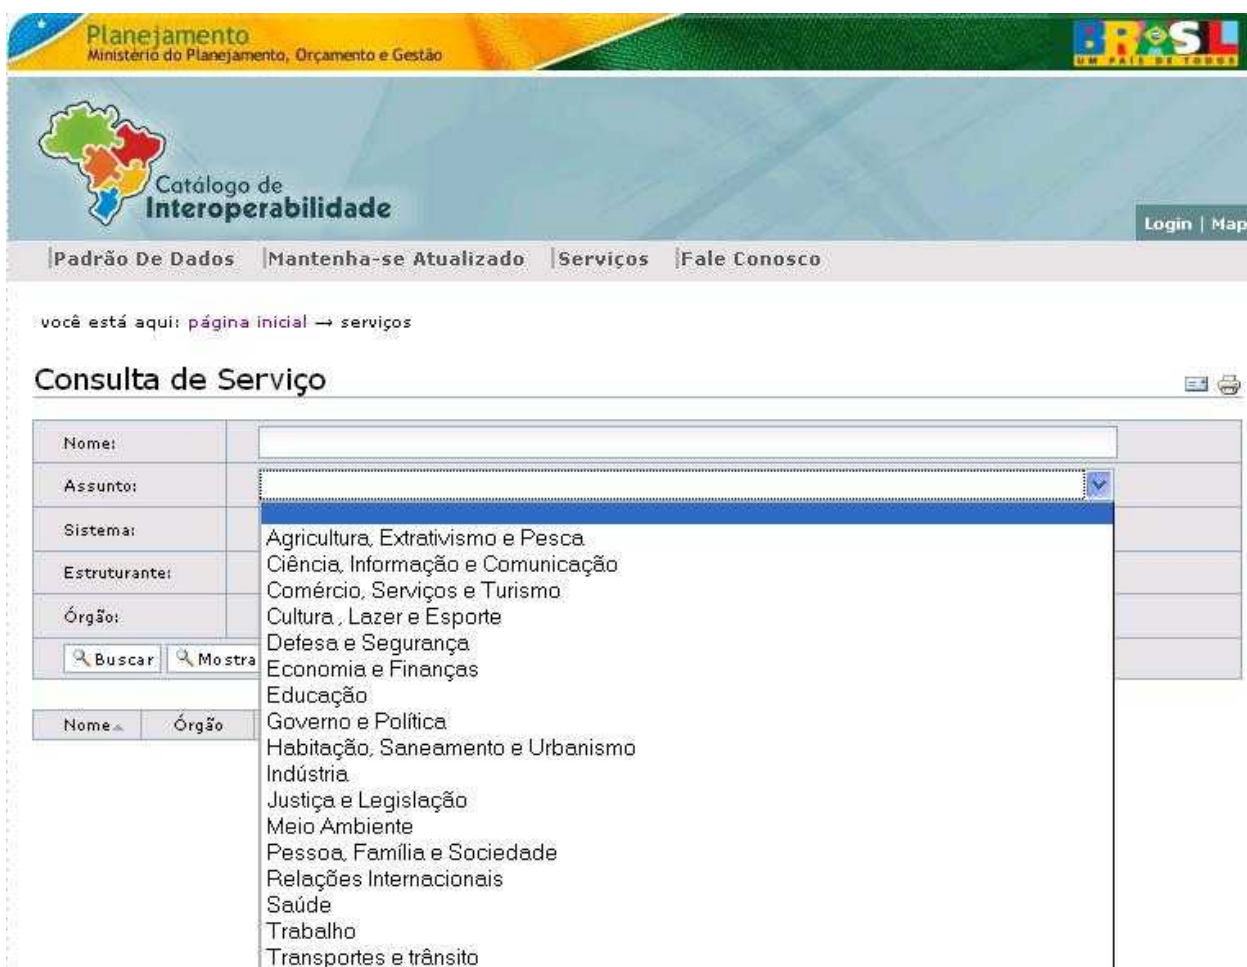 Planejamento
Ministério do Planejamento, Orçamento e Gestão
BRASIL
UM PAÍS DE TODOS
Catálogo de
Interoperabilidade
Login | Map
Padrão De Dados Mantenha-se Atualizado Serviços Fale Conosco
você está aqui: página inicial → serviços
Consulta de Serviço
Nome:
Assunto:
Sistema:
Estruturante:
Órgão:
Buscar Mostra
Nome Órgão
Agricultura, Extrativismo e Pesca
Ciência, Informação e Comunicação
Comércio, Serviços e Turismo
Cultura , Lazer e Esporte
Defesa e Segurança
Economia e Finanças
Educação
Governo e Política
Habitação, Saneamento e Urbanismo
Indústria
Justiça e Legislação
Meio Ambiente
Pessoa, Família e Sociedade
Relações Internacionais
Saúde
Trabalho
Transportes e trânsito